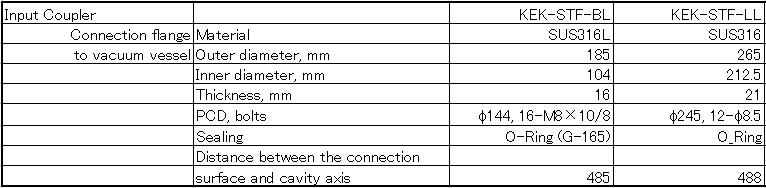 Input Coupler KEK-STF-BL KEK-STF-LL
Connection flange Material SUS316L SUS316
to vacuum vessel Outer diameter, mm 185 265
Inner diameter, mm 104 212.5
Thickness, mm 16 21
PCD, bolts φ144, 16-M8×10/8 φ245, 12-φ8.5
Sealing O-Ring (G-165) O_Ring
Distance between the connection
surface and cavity axis 485 488